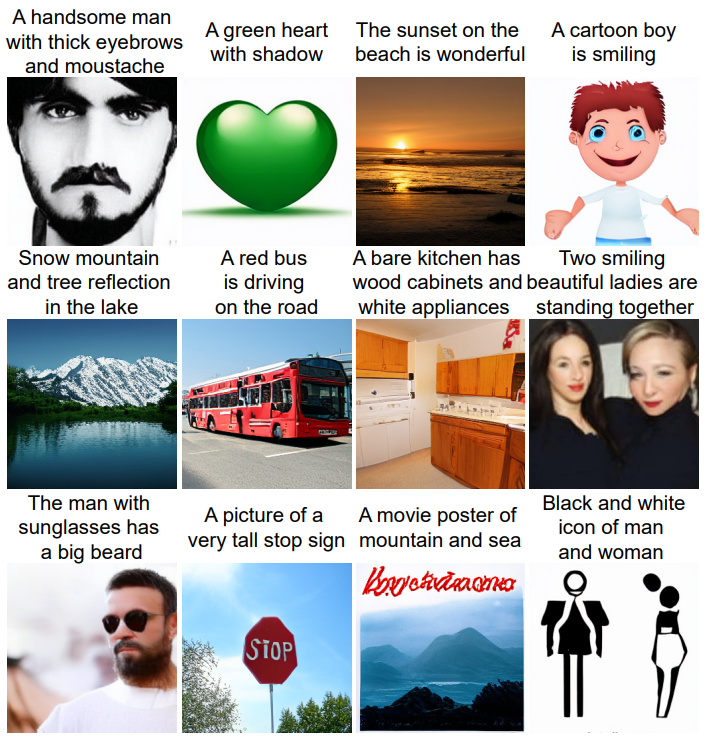 A handsome man
with thick eyebrows
and moustache
A green heart
with shadow
The sunset on the
beach is wonderful
A cartoon boy
is smiling
Snow mountain
and tree reflection
in the lake
A red bus
is driving
on the road
A bare kitchen has
wood cabinets and
white appliances
Two smiling
beautiful ladies are
standing together
The man with
sunglasses has
a big beard
A picture of a
very tall stop sign
A movie poster of
mountain and sea
Black and white
icon of man
and woman
STOP